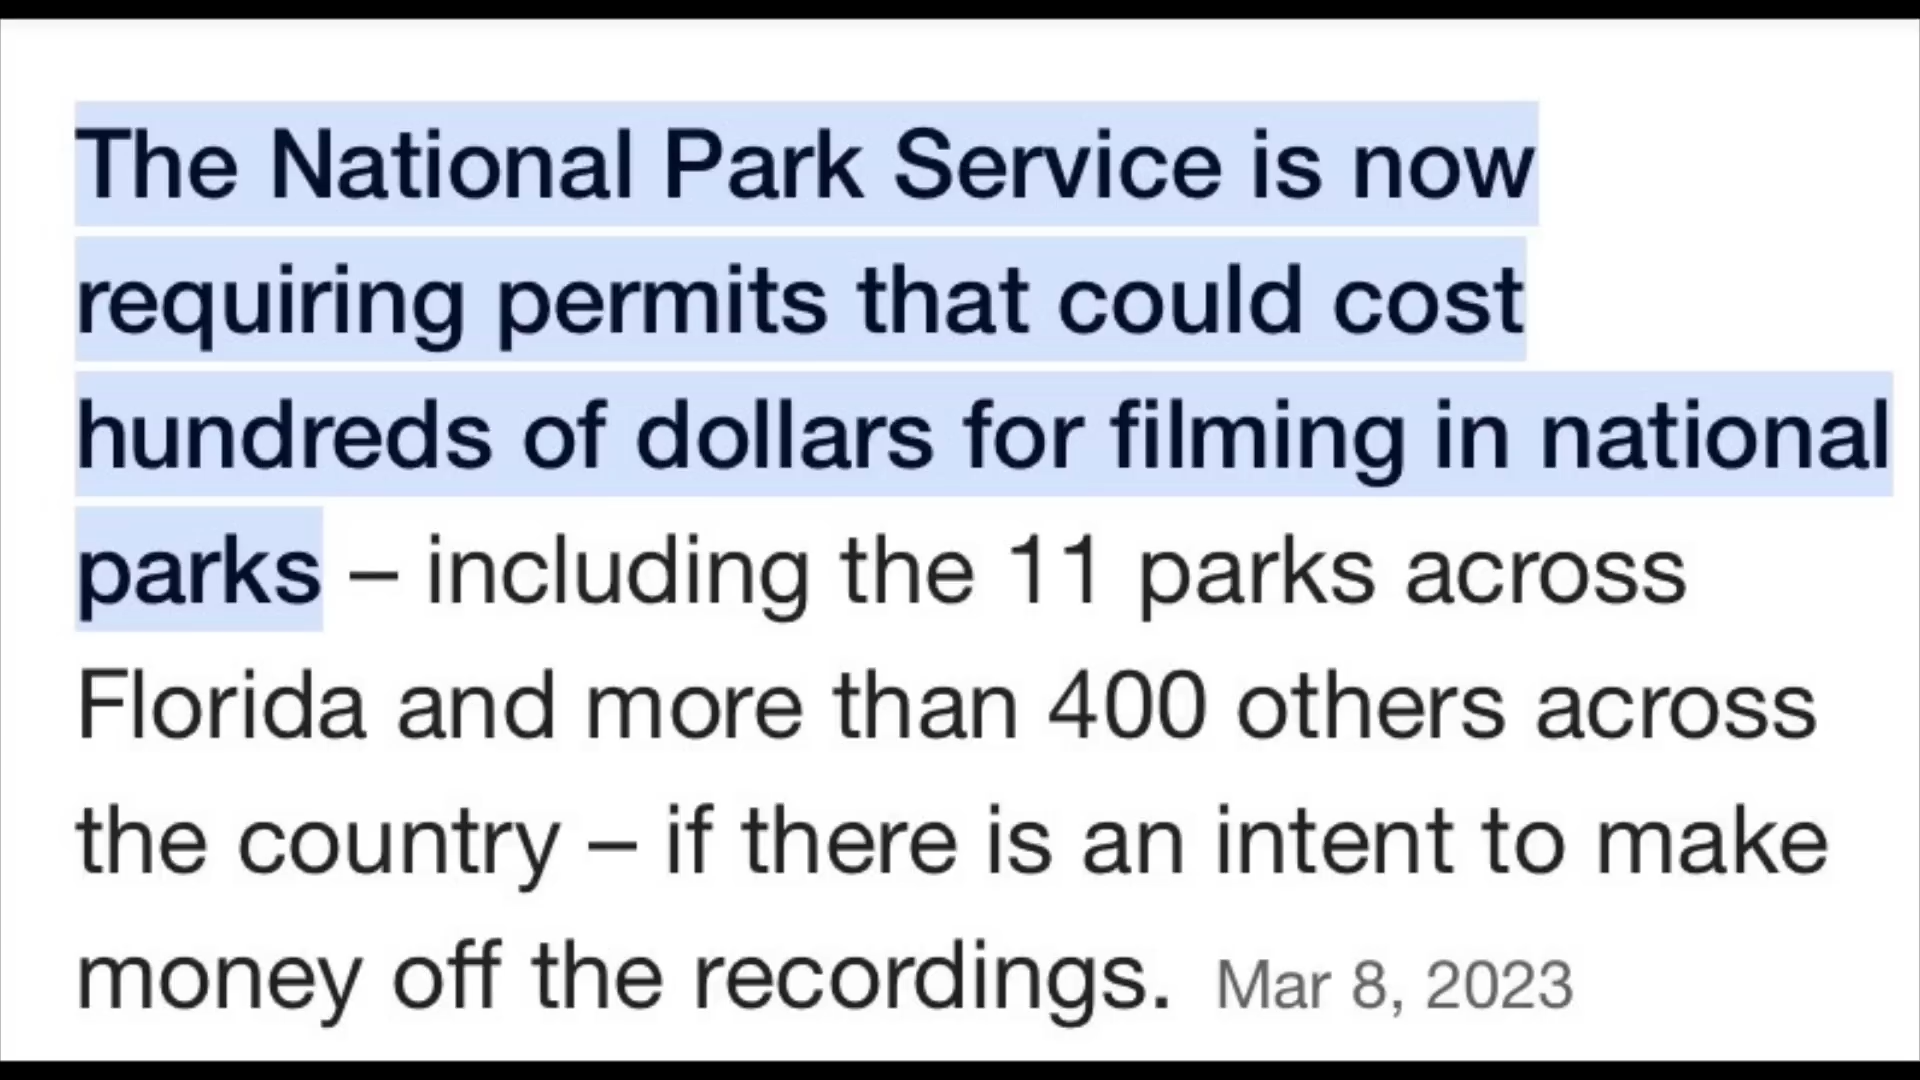 The National Park Service is now
requiring permits that could cost
hundreds of dollars for filming in national
parks – including the 11 parks across
Florida and more than 400 others across
the country – if there is an intent to make
money off the recordings. Mar 8, 2023